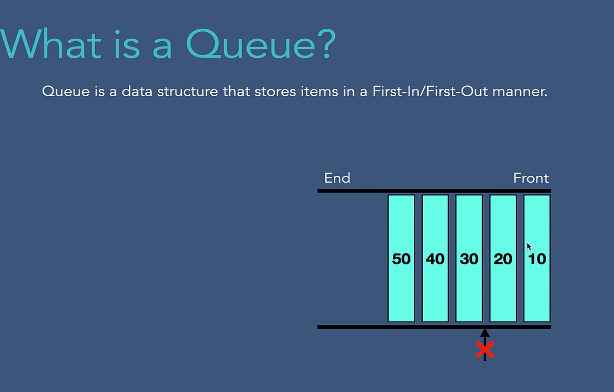 What is a Queue?
Queue is a data structure that stores items in a First-In/First-Out manner.
End Front
50 40 30 20 10